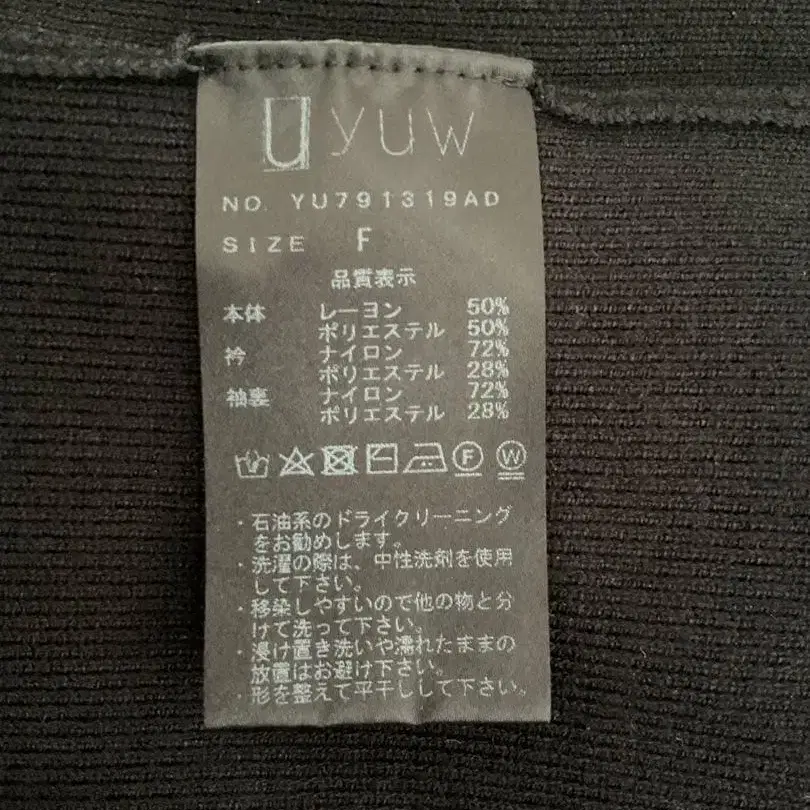 uyuw
NO. YU791319AD
SIZE F
品質表示
本体 レーヨン 50%
ポリエステル 50%
衿 ナイロン 72%
ポリエステル 28%
袖裏 ナイロン 72%
ポリエステル 28%
F W
・石油系のドライクリーニング
をお勧めします。
・洗濯の際は、中性洗剤を使用
して下さい。
・移染しやすいので他の物と分
けて洗って下さい。
・浸け置き洗いや濡れたままの
放置はお避け下さい。
・形を整えて平干しして下さい。